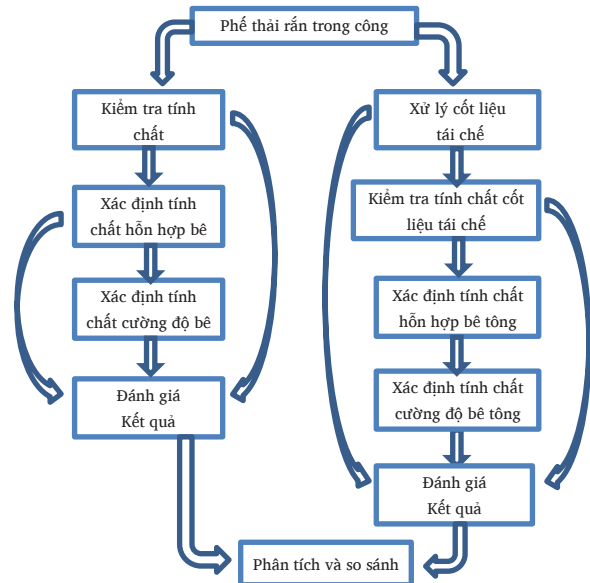 Phế thải rắn trong công
Kiểm tra tính
chất
Xác định tính
chất hỗn hợp bê
Xác định tính
chất cường độ bê
Đánh giá
Kết quả
Xử lý cốt liệu
tái chế
Kiểm tra tính chất cốt
liệu tái chế
Xác định tính chất
hỗn hợp bê tông
Xác định tính chất
cường độ bê tông
Đánh giá
Kết quả
Phân tích và so sánh